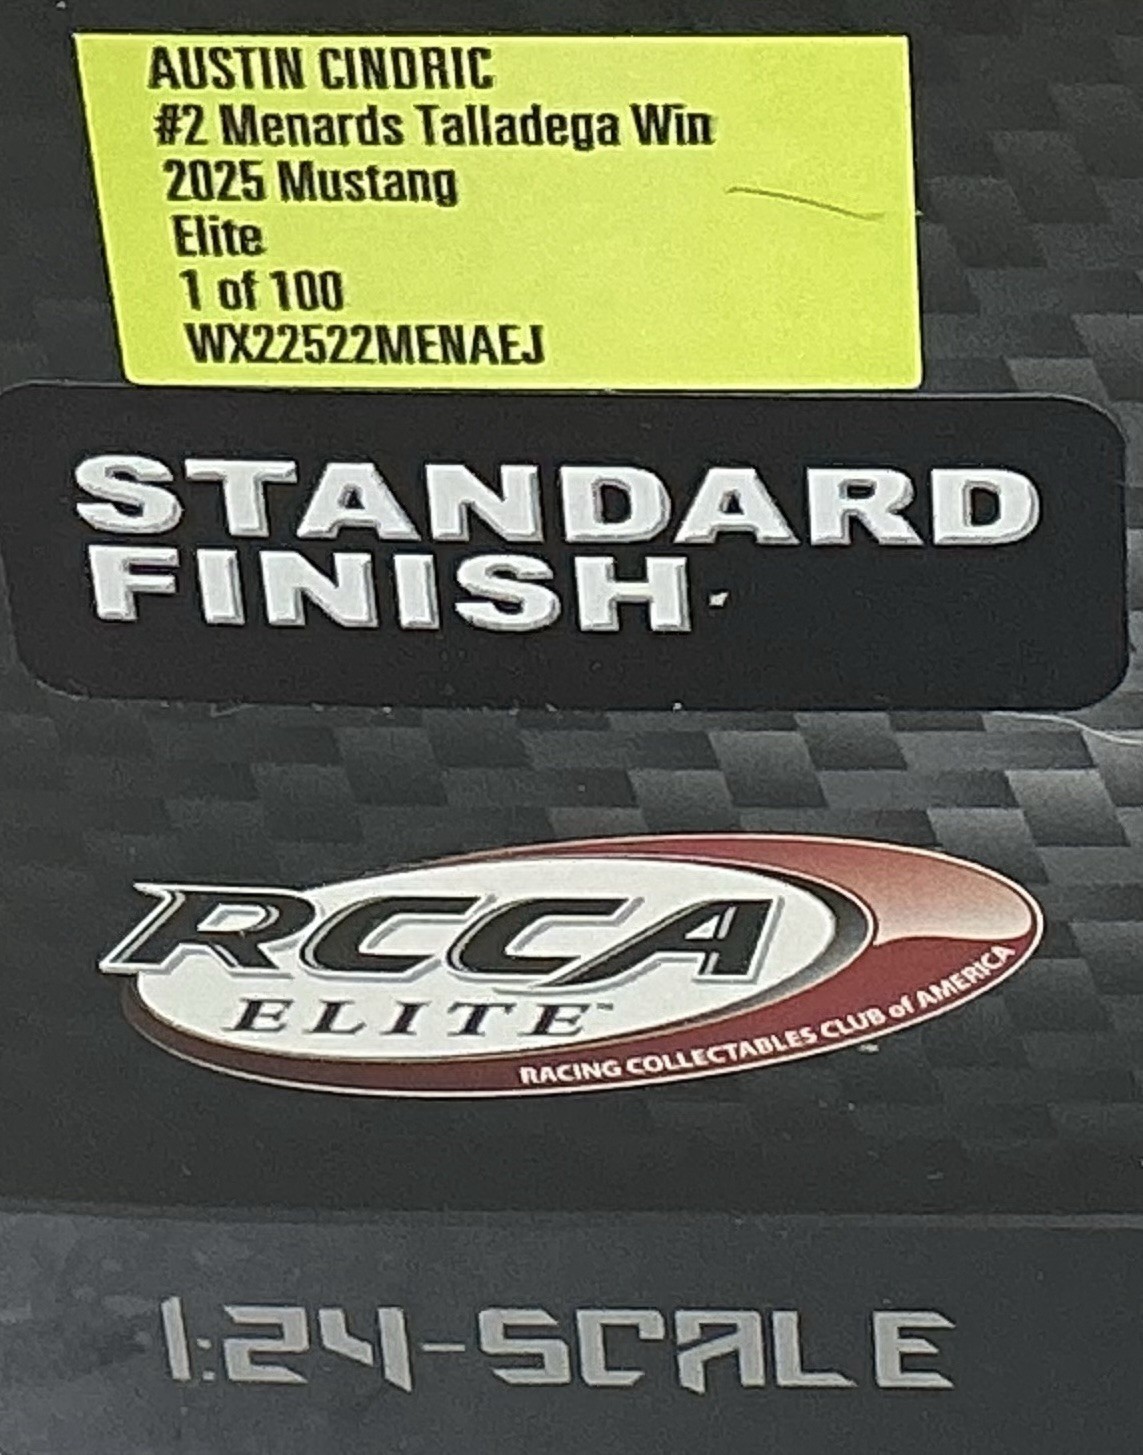 AUSTIN CINDRIC
#2 Menards Talladega Win
2025 Mustang
Elite
1 of 100
WX22522MENAEJ
STANDARD
FINISH
RCCA
ELITE™
RACING COLLECTABLES CLUB of AMERICA
1:24-SCALE